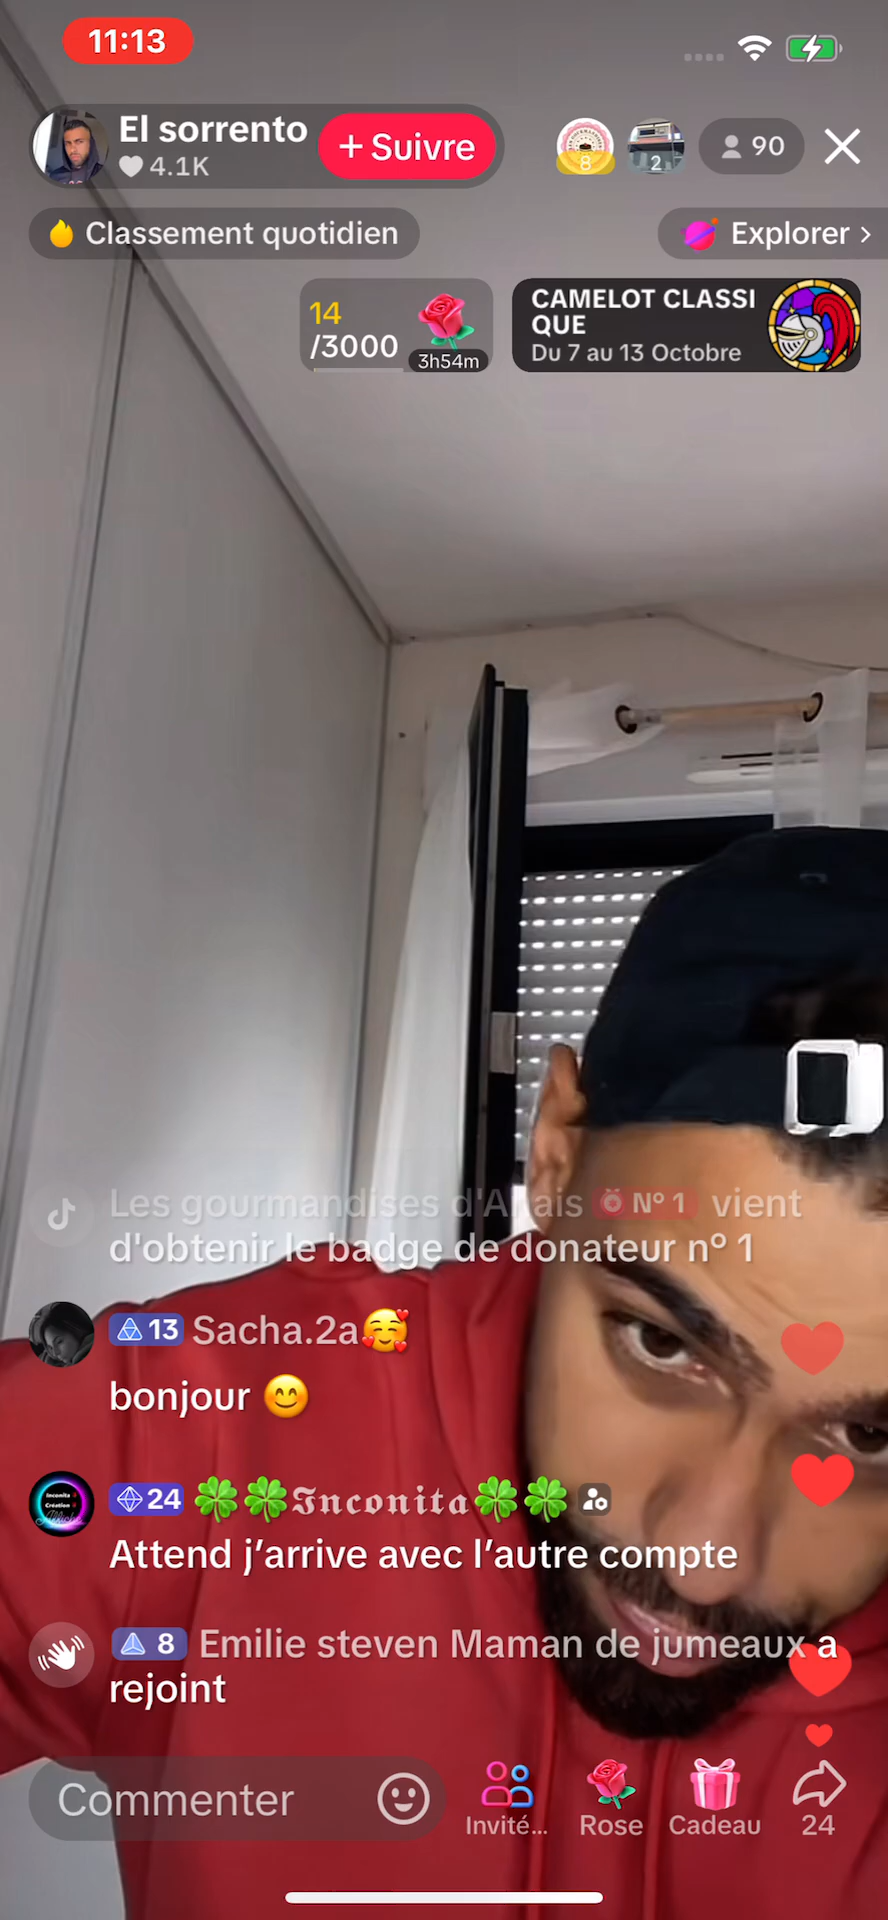 11:13
El sorrento
4.1K
+ Suivre
8
2
90
Classement quotidien
Explorer >
14
/3000
3h54m
CAMELOT CLASSI
QUE
Du 7 au 13 Octobre
Les gourmandises d'Anais N° 1 vient
d'obtenir le badge de donateur n° 1
13 Sacha.2a🥰
bonjour 😊
24 🍀🍀𝕴𝖓𝖈𝖔𝖓𝖎𝖙𝖆🍀🍀
Attend j’arrive avec l’autre compte
8 Emilie steven Maman de jumeaux a
rejoint
Commenter
Invité...
Rose
Cadeau
24